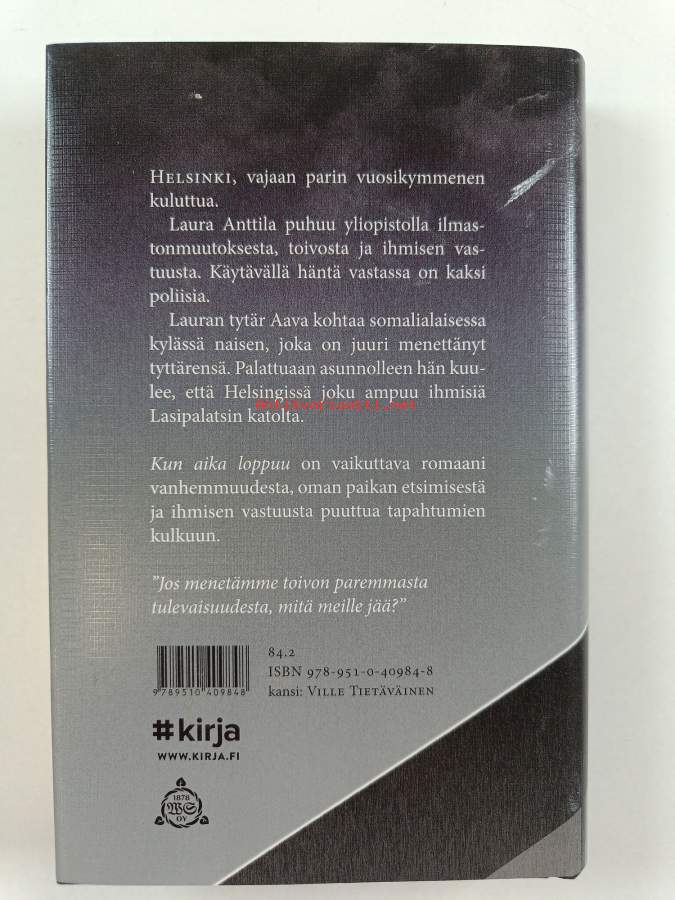 HELSINKI, vajaan parin vuosikymmenen
kuluttua.
Laura Anttila puhuu yliopistolla ilmas-
tonmuutoksesta, toivosta ja ihmisen vas-
tuusta. Käytävällä häntä vastassa on kaksi
poliisia.
Lauran tytär Aava kohtaa somalialaisessa
kylässä naisen, joka on juuri menettänyt
tyttärensä. Palattuaan asunnolleen hän kuu-
lee, että Helsingissä joku ampuu ihmisiä
Lasipalatsin katolta.
Kun aika loppuu on vaikuttava romaani
vanhemmuudesta, oman paikan etsimisestä
ja ihmisen vastuusta puuttua tapahtumien
kulkuun.
”Jos menetämme toivon paremmasta
tulevaisuudesta, mitä meille jää?”
84.2
ISBN 978-951-0-40984-8
kansi: VILLE TIETÄVÄINEN
9789510409848
#kirja
WWW.KIRJA.FI
1878
WS
OY